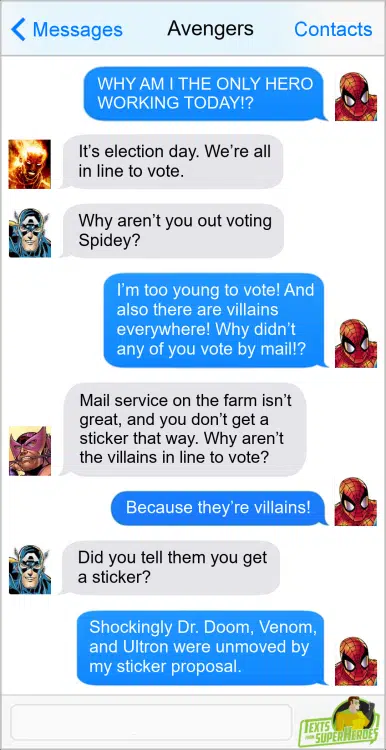 Messages Avengers Contacts
WHY AM I THE ONLY HERO
WORKING TODAY!?
It's election day. We're all
in line to vote.
Why aren't you out voting
Spidey?
I'm too young to vote! And
also there are villains
everywhere! Why didn't
any of you vote by mail!?
Mail service on the farm isn't
great, and you don't get a
sticker that way. Why aren't
the villains in line to vote?
Because they're villains!
Did you tell them you get
a sticker?
Shockingly Dr. Doom, Venom,
and Ultron were unmoved by
my sticker proposal.
TEXTS
FROM
SUPERHEROES